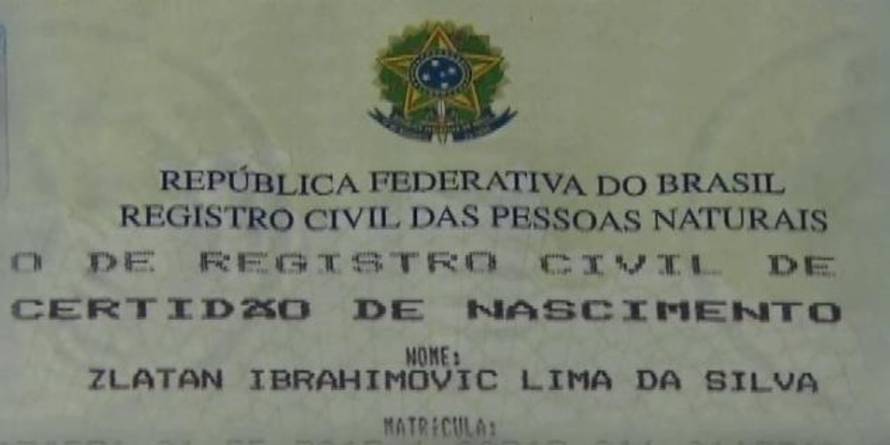 REPÚBLICA FEDERATIVA DO BRASIL
REGISTRO CIVIL DAS PESSOAS NATURAIS
O DE REGISTRO CIVIL DE
CERTIDÃO DE NASCIMENTO
NOME:
ZLATAN IBRAHIMOVIC LIMA DA SILVA
MATRÍCULA: